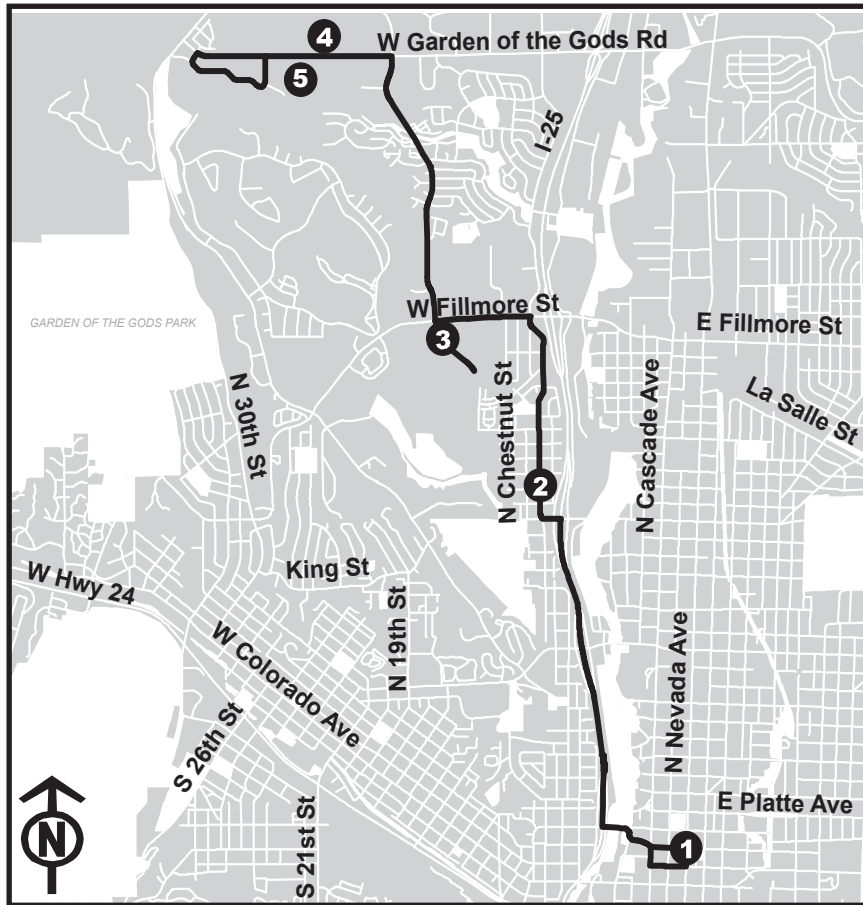 4
W Garden of the Gods Rd
5
I-25
W Fillmore St
E Fillmore St
GARDEN OF THE GODS PARK
3
N 30th St
N Chestnut St
N Cascade Ave
La Salle St
2
King St
W Hwy 24
N 19th St
W Colorado Ave
N Nevada Ave
S 26th St
E Platte Ave
S 21st St
N
1